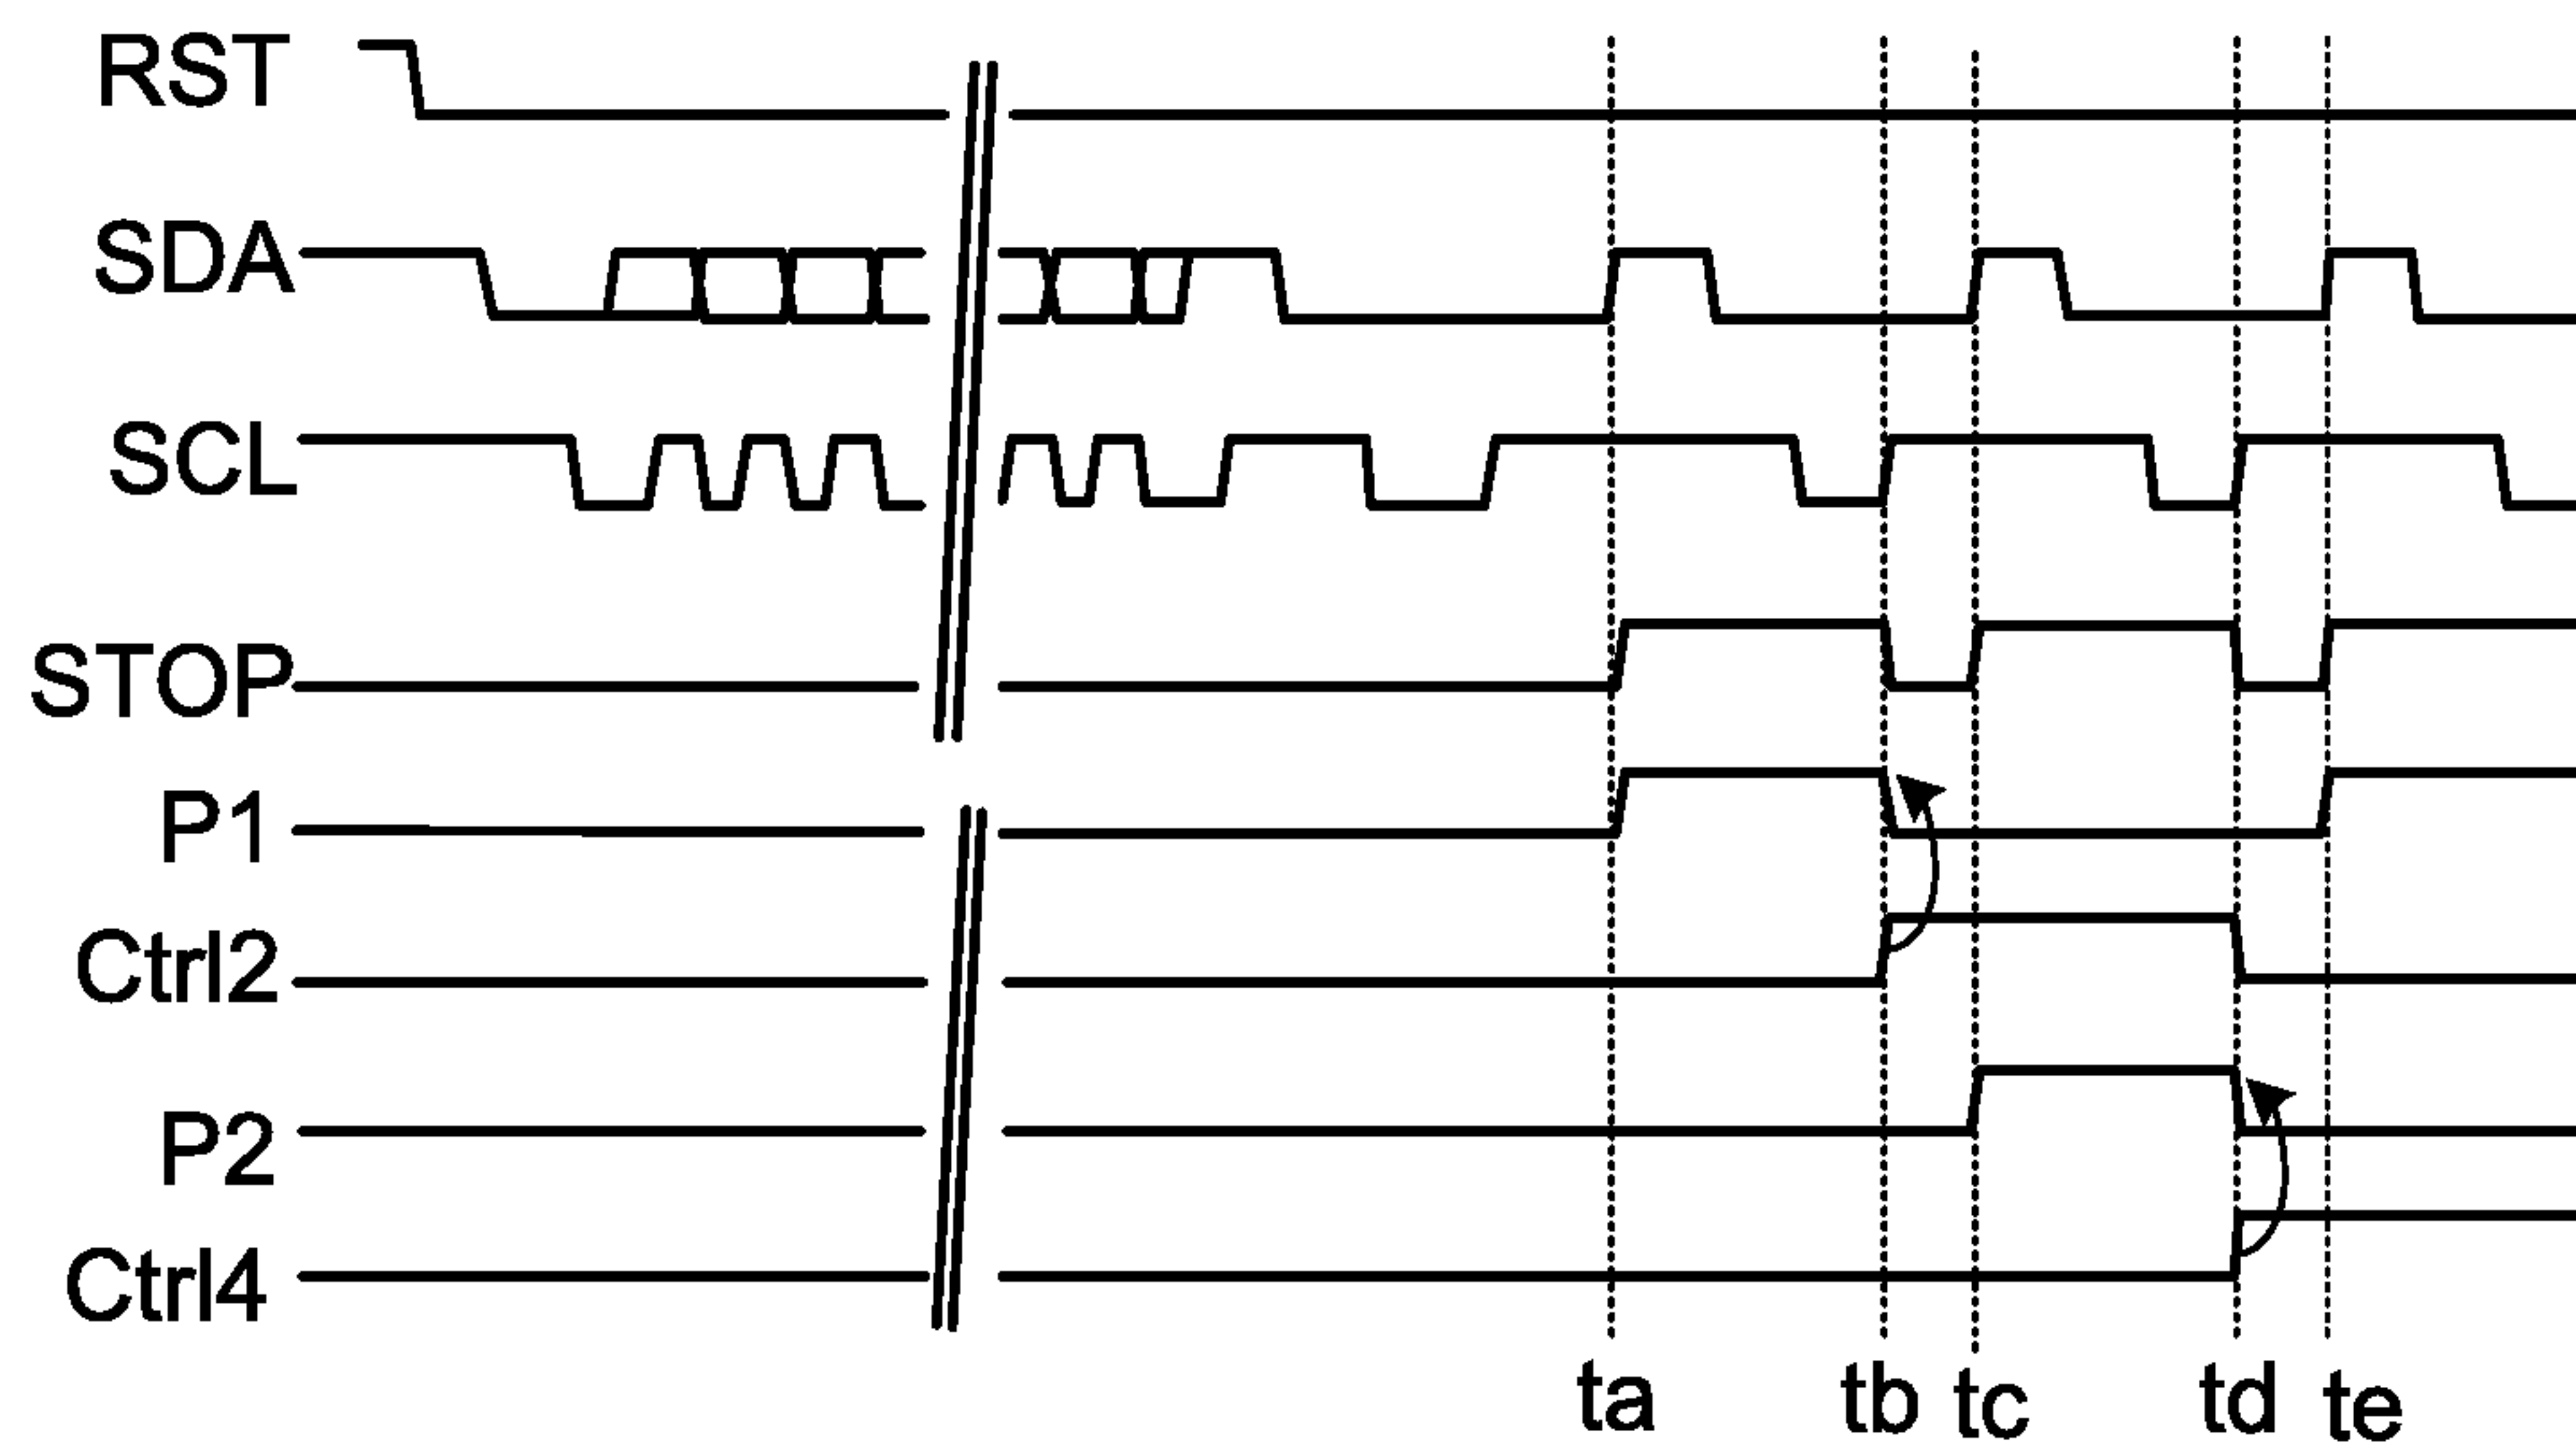 RST
SDA
SCL
STOP
P1
Ctrl2
P2
Ctrl4
ta tb tc td te